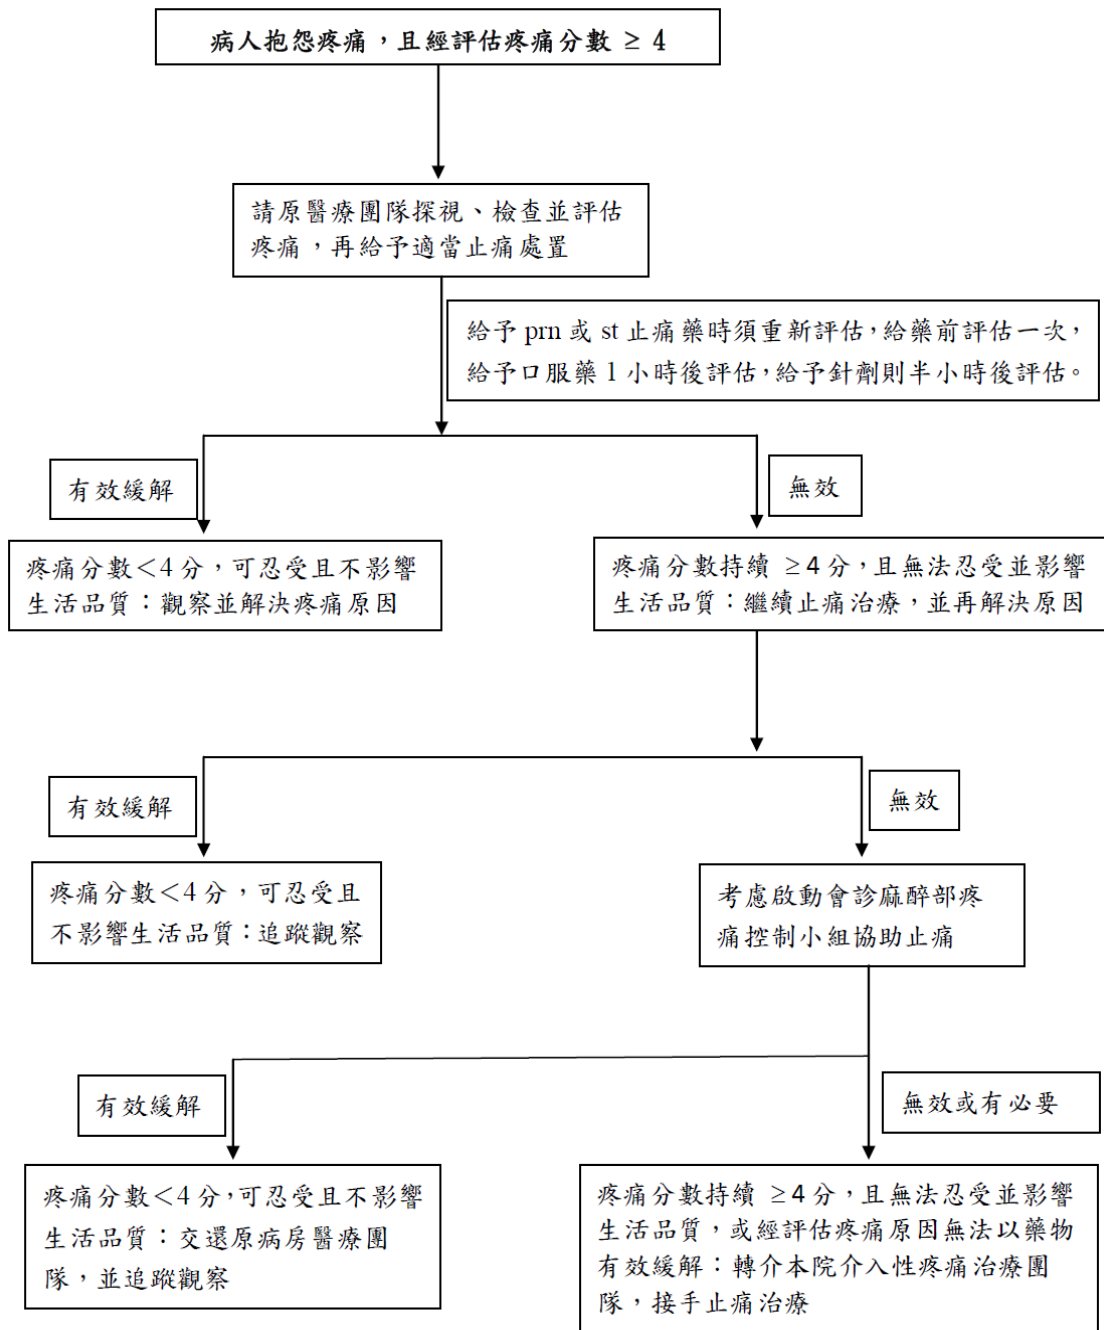 病人抱怨疼痛，且經評估疼痛分數 ≥ 4
請原醫療團隊探視、檢查並評估
疼痛，再給予適當止痛處置
給予 prn 或 st 止痛藥時須重新評估，給藥前評估一次，
給予口服藥 1 小時後評估，給予針劑則半小時後評估。
有效緩解
無效
疼痛分數＜4 分，可忍受且不影響
生活品質：觀察並解決疼痛原因
疼痛分數持續 ≥4 分，且無法忍受並影響
生活品質：繼續止痛治療，並再解決原因
有效緩解
無效
疼痛分數＜4 分，可忍受且
不影響生活品質：追蹤觀察
考慮啟動會診麻醉部疼
痛控制小組協助止痛
有效緩解
無效或有必要
疼痛分數＜4 分，可忍受且不影響
生活品質：交還原病房醫療團
隊，並追蹤觀察
疼痛分數持續 ≥4 分，且無法忍受並影響
生活品質，或經評估疼痛原因無法以藥物
有效緩解：轉介本院介入性疼痛治療團
隊，接手止痛治療